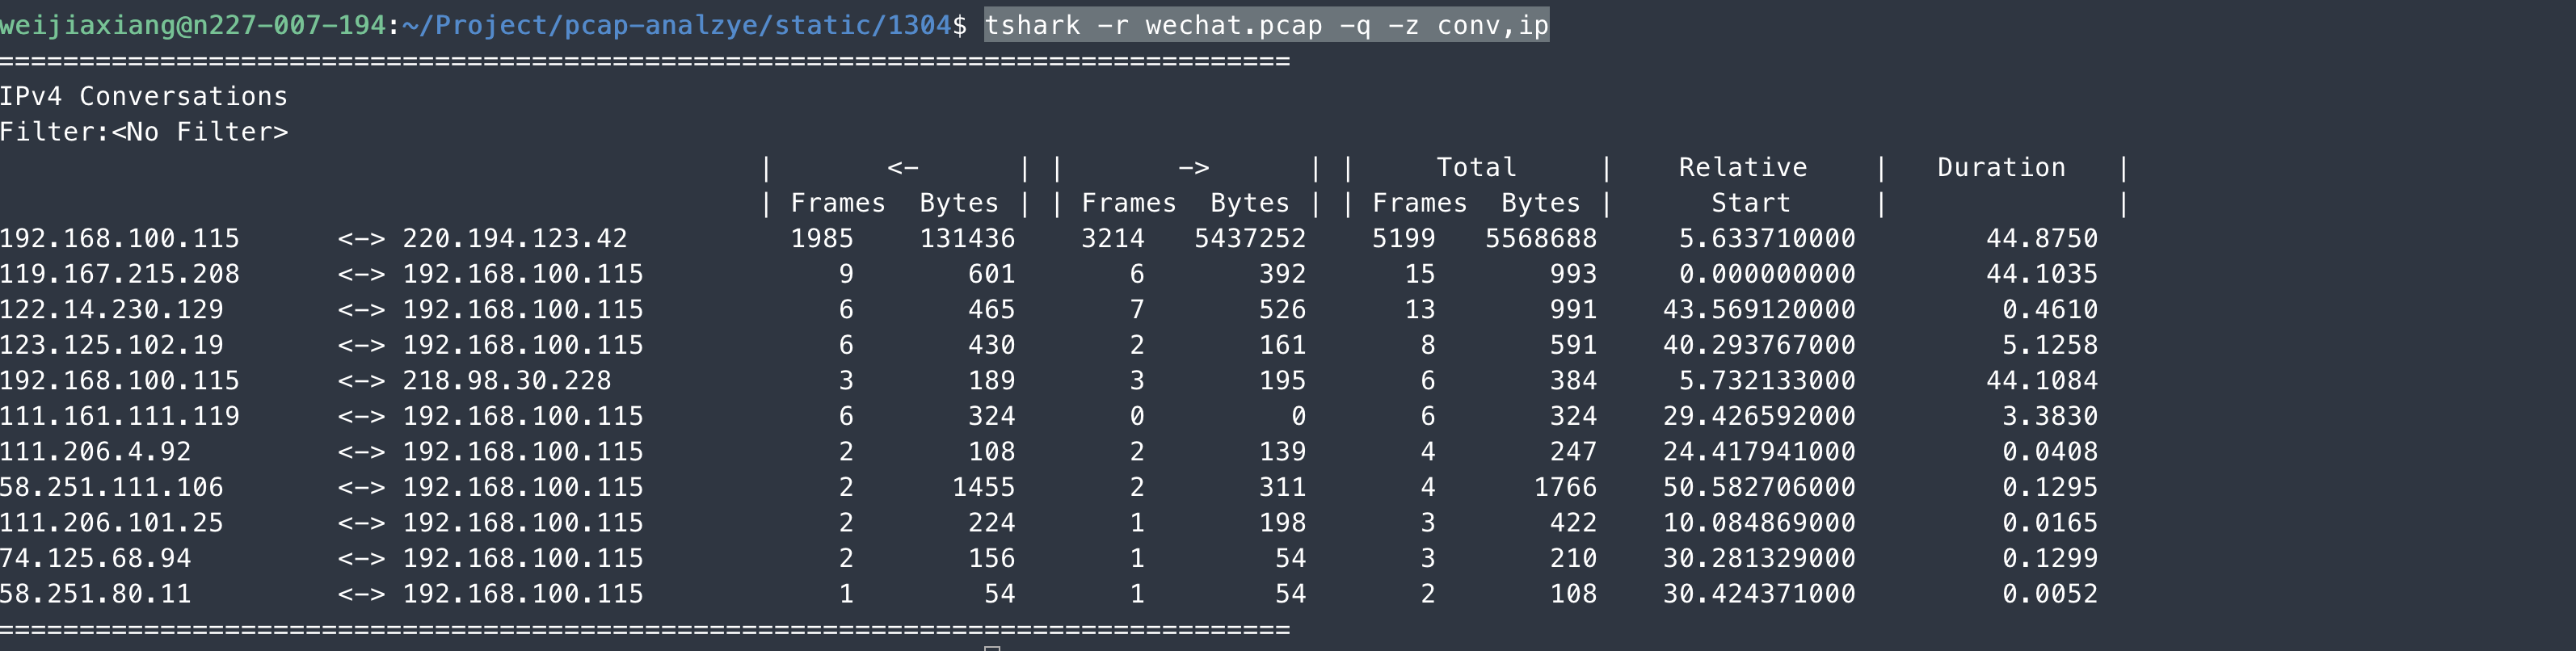 weijiaxiang@n227-007-194:~/Project/pcap-analzye/static/1304$ tshark -r wechat.pcap -q -z conv,ip
================================================================================
IPv4 Conversations
Filter:<No Filter>
| <- | | -> | | Total | Relative | Duration |
| Frames Bytes | | Frames Bytes | | Frames Bytes | Start | |
192.168.100.115 <-> 220.194.123.42 1985 131436 3214 5437252 5199 5568688 5.633710000 44.8750
119.167.215.208 <-> 192.168.100.115 9 601 6 392 15 993 0.000000000 44.1035
122.14.230.129 <-> 192.168.100.115 6 465 7 526 13 991 43.569120000 0.4610
123.125.102.19 <-> 192.168.100.115 6 430 2 161 8 591 40.293767000 5.1258
192.168.100.115 <-> 218.98.30.228 3 189 3 195 6 384 5.732133000 44.1084
111.161.111.119 <-> 192.168.100.115 6 324 0 0 6 324 29.426592000 3.3830
111.206.4.92 <-> 192.168.100.115 2 108 2 139 4 247 24.417941000 0.0408
58.251.111.106 <-> 192.168.100.115 2 1455 2 311 4 1766 50.582706000 0.1295
111.206.101.25 <-> 192.168.100.115 2 224 1 198 3 422 10.084869000 0.0165
74.125.68.94 <-> 192.168.100.115 2 156 1 54 3 210 30.281329000 0.1299
58.251.80.11 <-> 192.168.100.115 1 54 1 54 2 108 30.424371000 0.0052
================================================================================